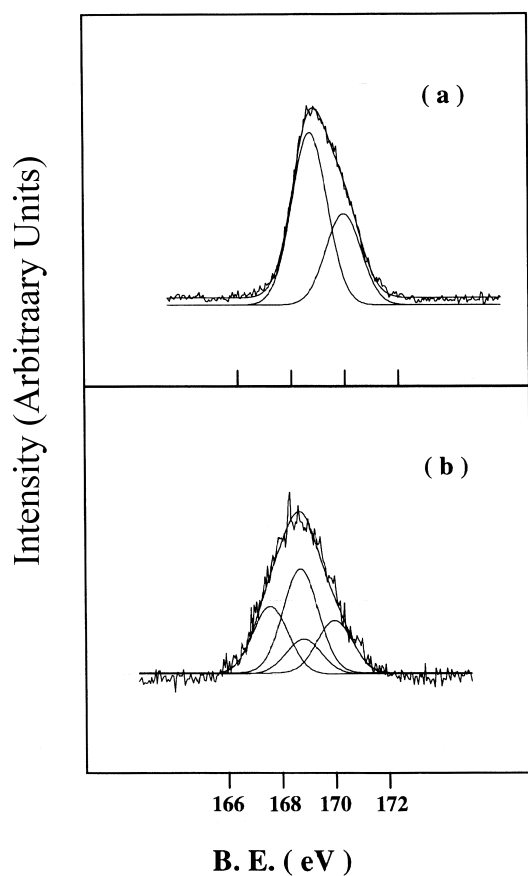 ( a )
Intensity (Arbitraary Units)
( b )
166 168 170 172
B. E. ( eV )